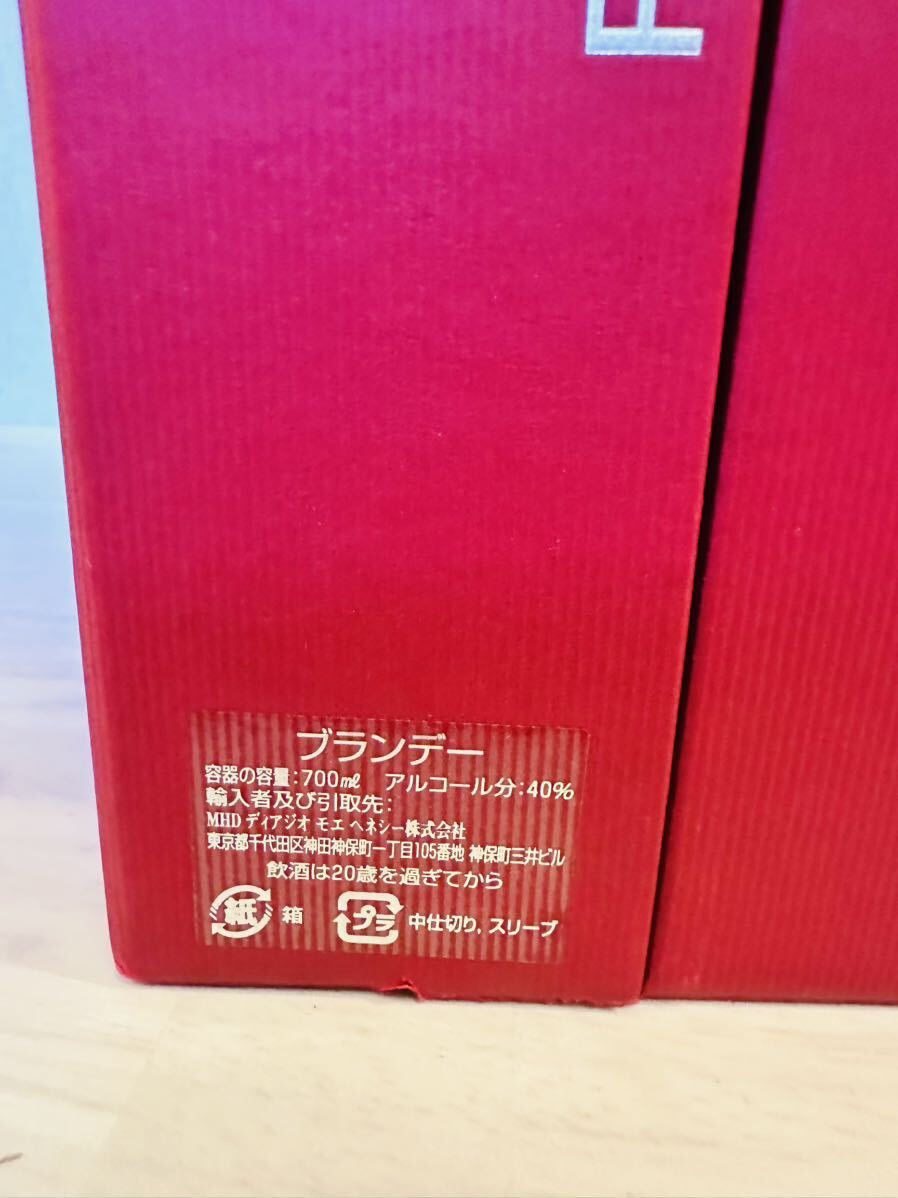 ブランデー
容器の容量:700㎖ アルコール分:40%
輸入者及び引取先:
MHD ディアジオ モエ ヘネシー株式会社
東京都千代田区神田神保町一丁目105番地 神保町三井ビル
飲酒は20歳を過ぎてから
紙 箱 プラ 中仕切り, スリーブ